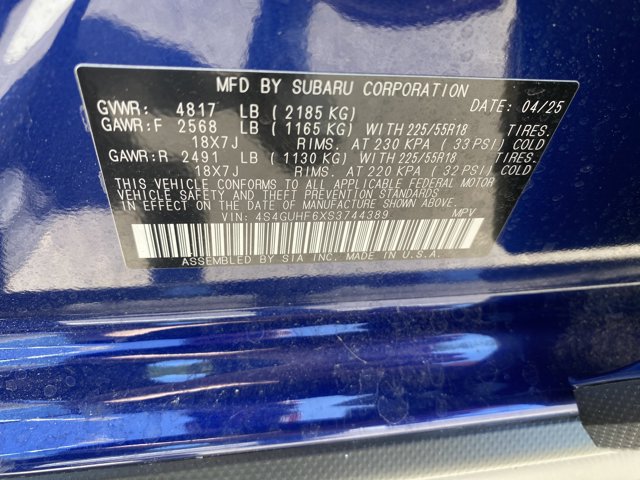 MFD BY SUBARU CORPORATION
GVWR: 4817 LB ( 2185 KG) DATE: 04/25
GAWR:F 2568 LB ( 1165 KG) WITH 225/55R18 TIRES.
18X7J RIMS. AT 230 KPA ( 33 PSI) COLD
GAWR:R 2491 LB ( 1130 KG) WITH 225/55R18 TIRES.
18X7J RIMS. AT 220 KPA ( 32 PSI) COLD
THIS VEHICLE CONFORMS TO ALL APPLICABLE FEDERAL MOTOR
VEHICLE SAFETY STANDARDS IN EFFECT ON THE
DATE OF MANUFACTURE SHOWN ABOVE.
VIN: 4S4GUHF6XS3744389 MPV
ASSEMBLED BY SIA INC. MADE IN U.S.A.